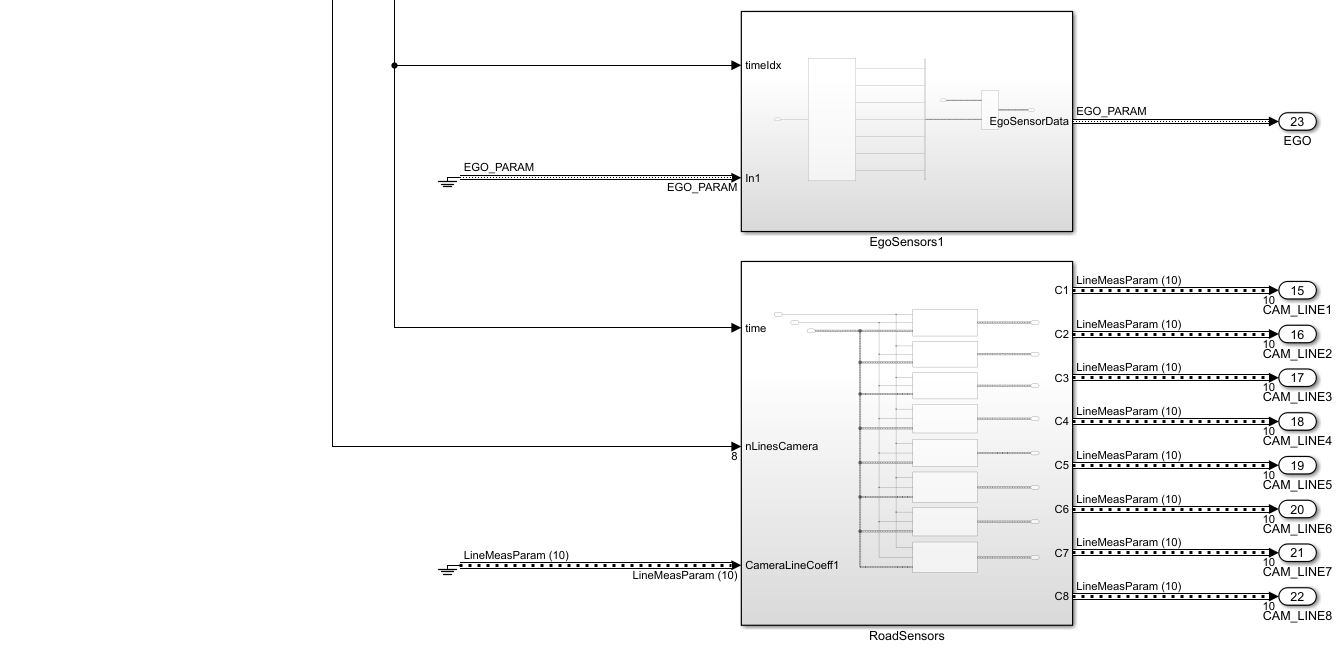 timeIdx
EGO_PARAM
EGO_PARAM
In1
EgoSensorData
EGO_PARAM
23
EGO
EgoSensors1
time
nLinesCamera
8
LineMeasParam (10)
LineMeasParam (10)
CameraLineCoeff1
C1
LineMeasParam (10)
10
15
CAM_LINE1
C2
LineMeasParam (10)
10
16
CAM_LINE2
C3
LineMeasParam (10)
10
17
CAM_LINE3
C4
LineMeasParam (10)
10
18
CAM_LINE4
C5
LineMeasParam (10)
10
19
CAM_LINE5
C6
LineMeasParam (10)
10
20
CAM_LINE6
C7
LineMeasParam (10)
10
21
CAM_LINE7
C8
LineMeasParam (10)
10
22
CAM_LINE8
RoadSensors